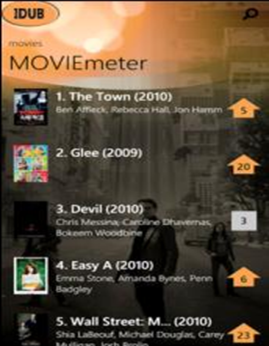 IDUB
movies
MOVIEmeter
1. The Town (2010)
Ben Affleck, Rebecca Hall, Jon Hamm
5
2. Glee (2009)
20
3. Devil (2010)
Chris Messina, Caroline Dhavernas,
Bokeem Woodbine
3
4. Easy A (2010)
Emma Stone, Amanda Bynes, Penn
Badgley
6
5. Wall Street: M... (2010)
Shia LaBeouf, Michael Douglas, Carey
Mulligan, Josh Brolin
23